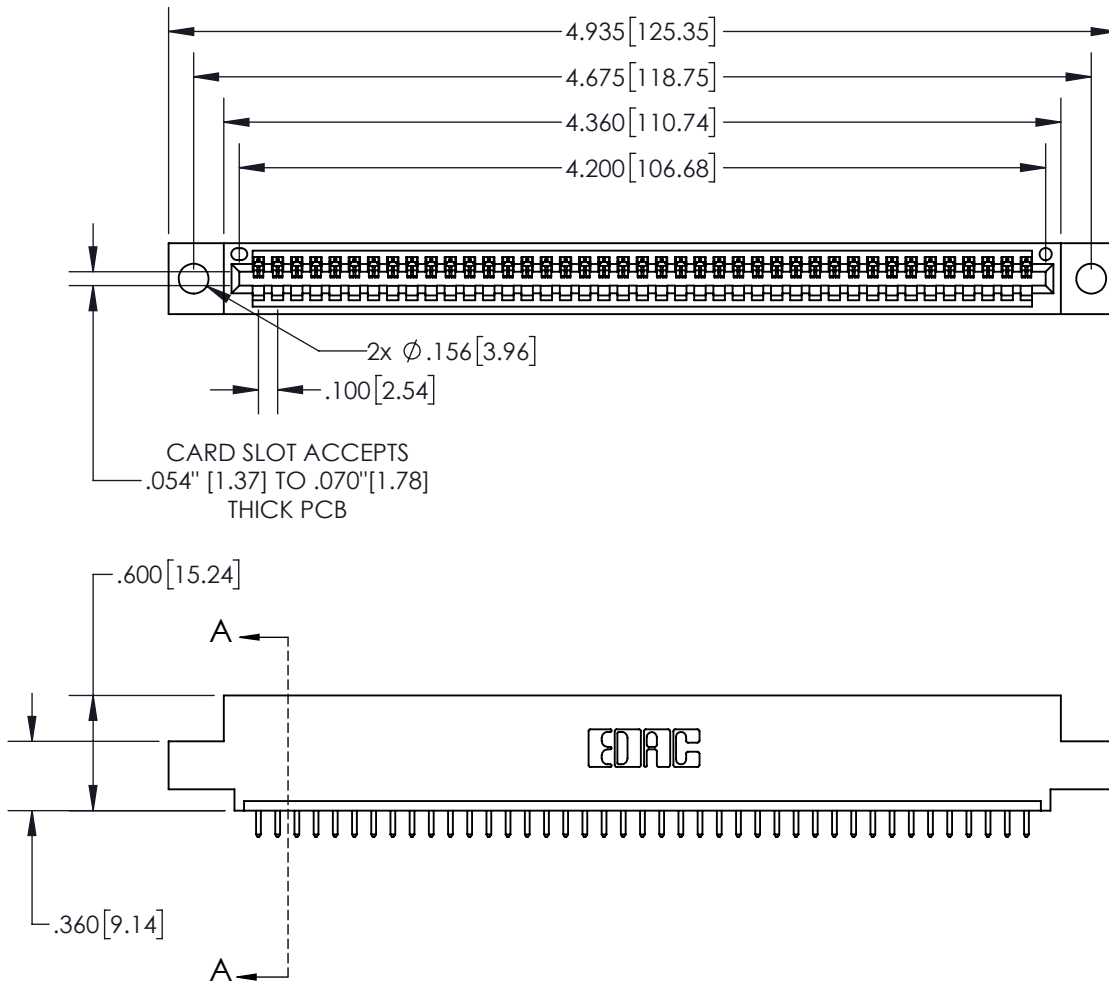 4.935[125.35]
4.675[118.75]
4.360[110.74]
4.200[106.68]
2x Ø.156[3.96]
.100[2.54]
CARD SLOT ACCEPTS
.054" [1.37] TO .070"[1.78]
THICK PCB
.600[15.24]
A
EDAC
.360[9.14]
A